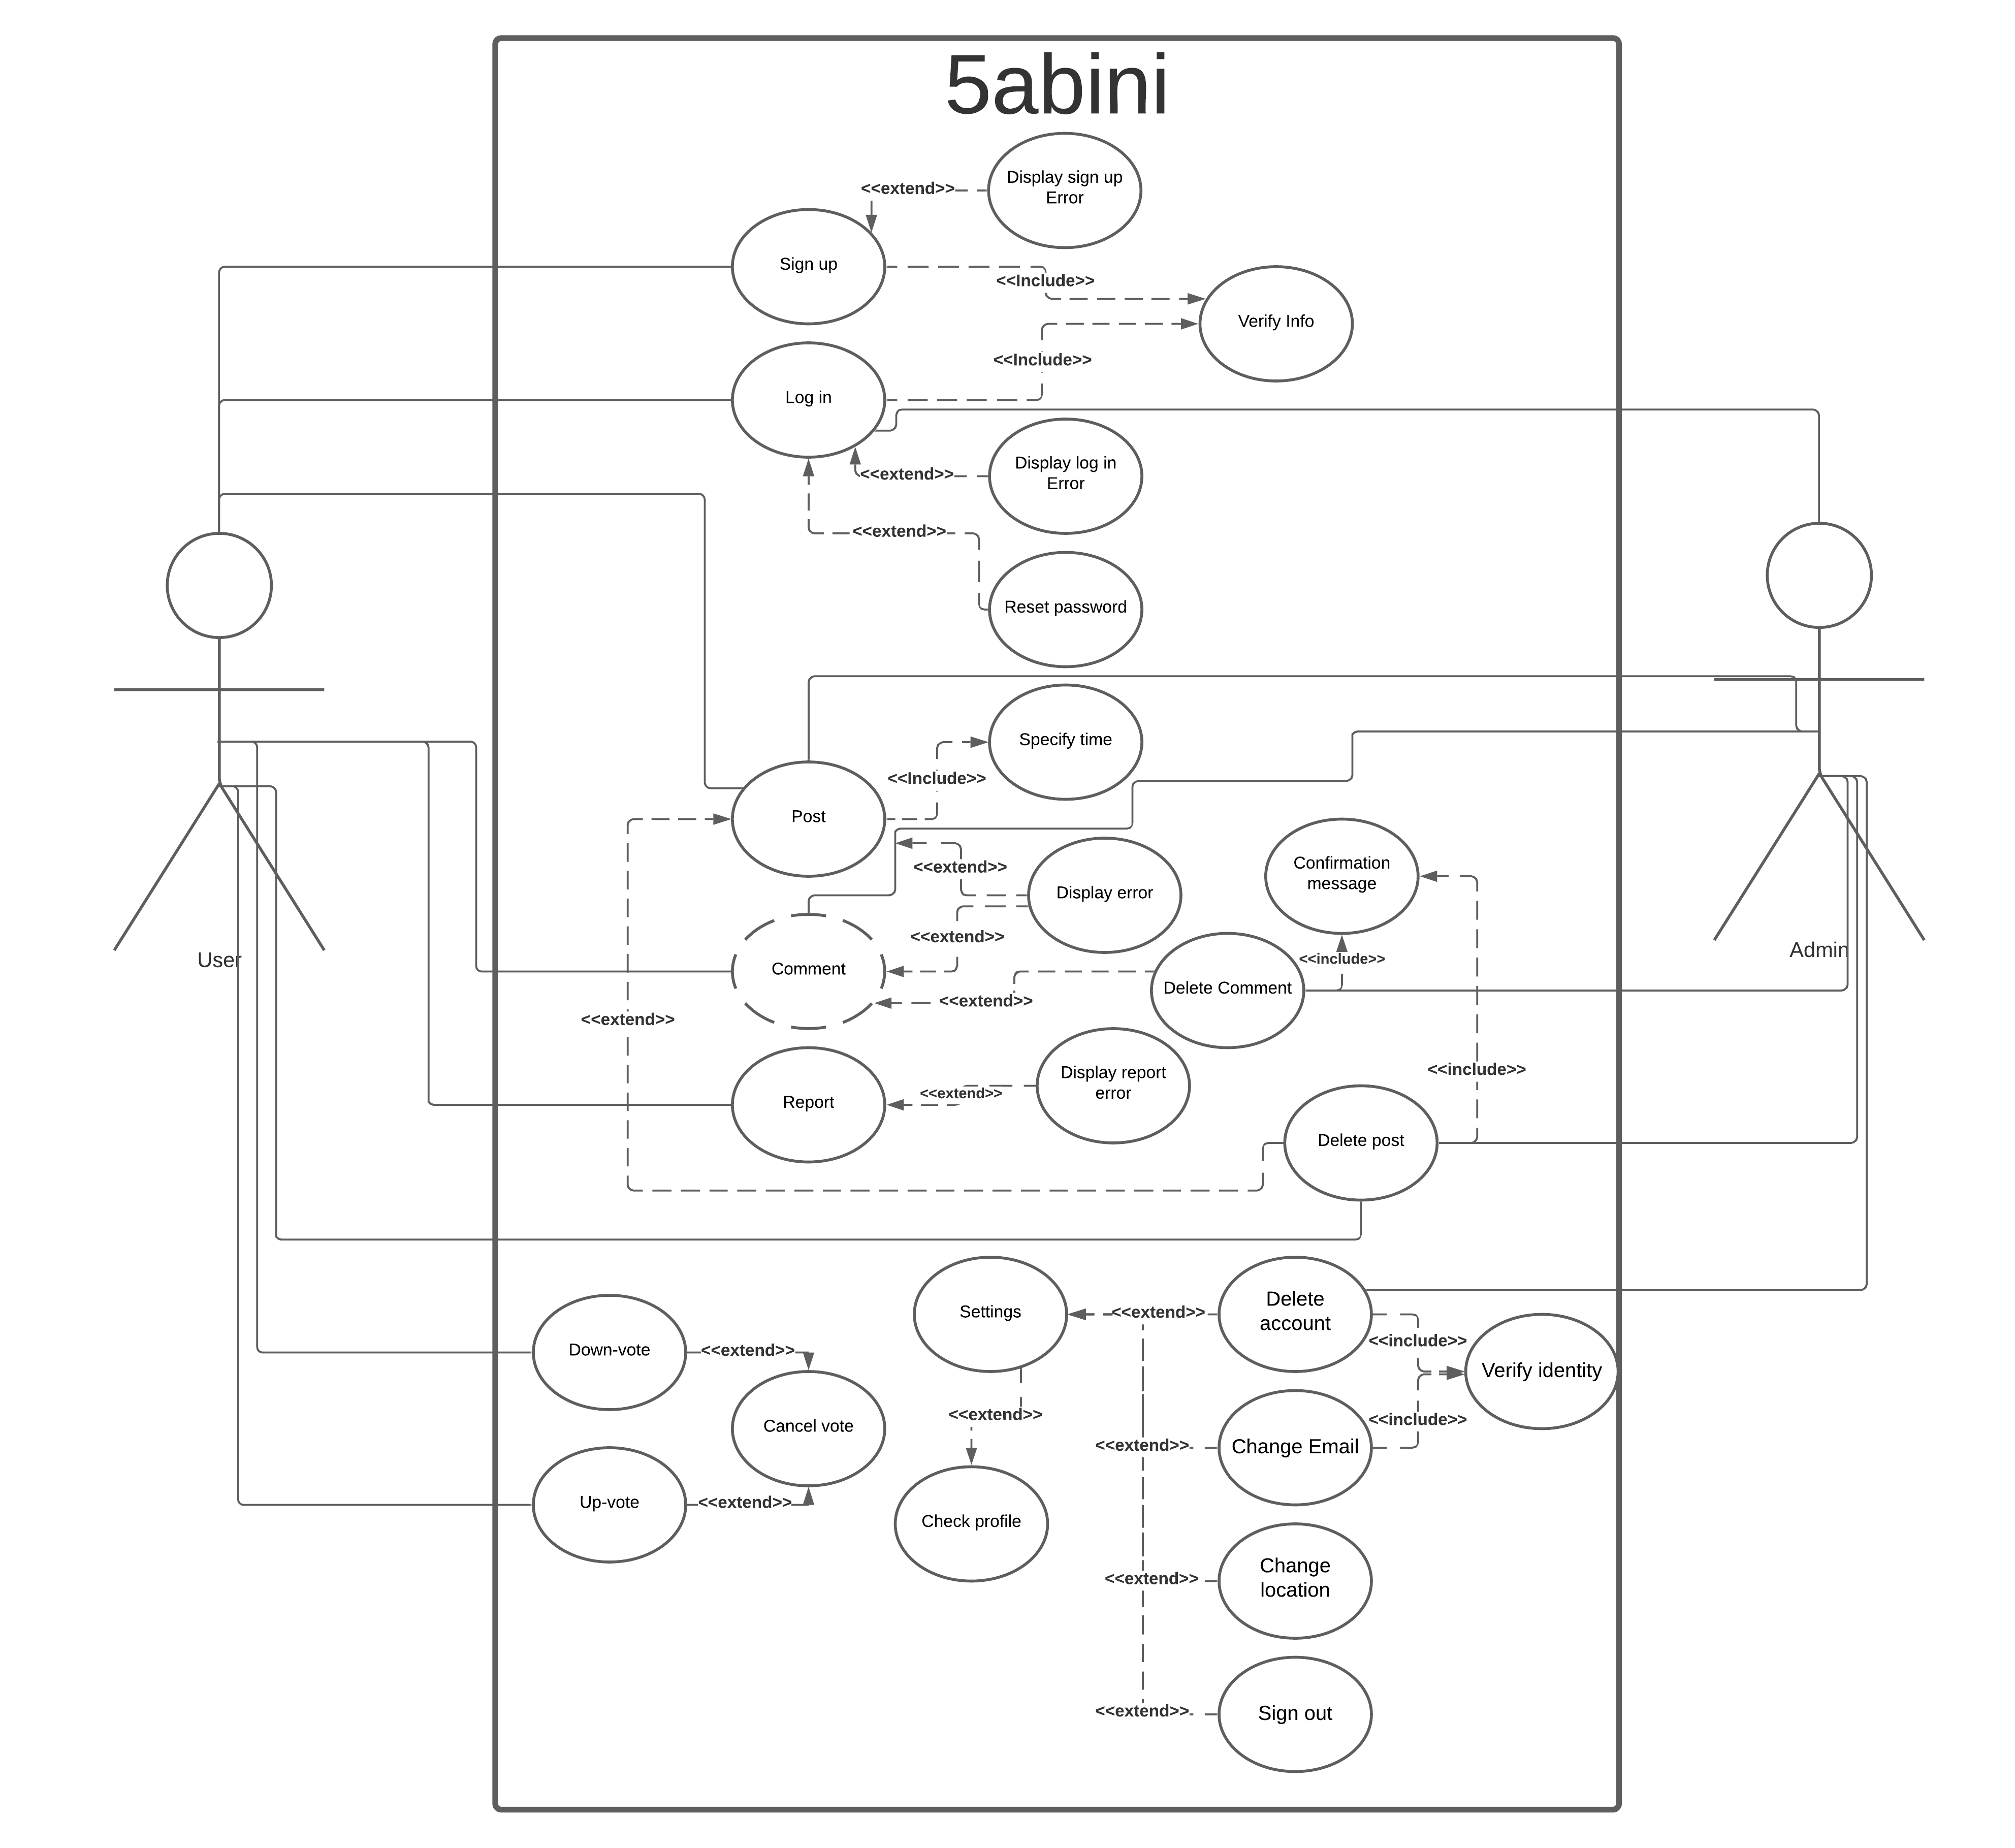 5abini
Display sign up
Error
<<extend>>
Sign up
<<Include>>
Verify Info
<<Include>>
Log in
Display log in
Error
<<extend>>
<<extend>>
Reset password
Specify time
<<Include>>
Post
Confirmation
message
<<extend>>
Display error
<<extend>>
User
Admin
<<include>>
Comment
Delete Comment
<<extend>>
<<extend>>
<<include>>
Display report
error
<<extend>>
Report
Delete post
Settings
<<extend>>
Delete
account
<<include>>
Down-vote
<<extend>>
Verify identity
Cancel vote
<<extend>>
<<include>>
<<extend>>
Change Email
Up-vote
<<extend>>
Check profile
Change
location
<<extend>>
<<extend>>
Sign out